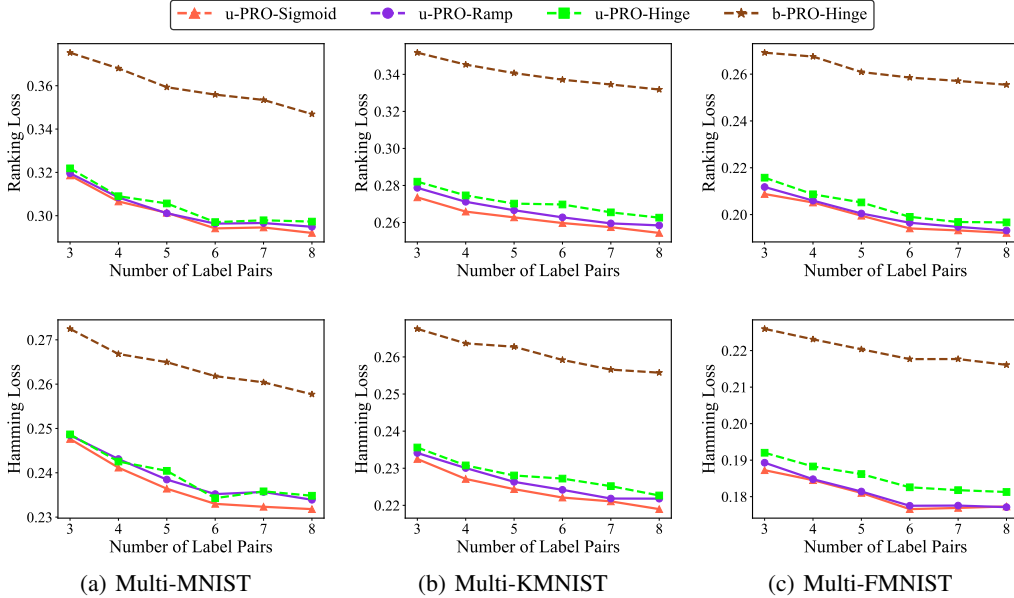 u-PRO-Sigmoid u-PRO-Ramp u-PRO-Hinge b-PRO-Hinge
Ranking Loss
0.36
0.34
0.32
0.30
3 4 5 6 7 8
Number of Label Pairs
Ranking Loss
0.34
0.32
0.30
0.28
0.26
3 4 5 6 7 8
Number of Label Pairs
Ranking Loss
0.26
0.24
0.22
0.20
3 4 5 6 7 8
Number of Label Pairs
Hamming Loss
0.27
0.26
0.25
0.24
0.23
3 4 5 6 7 8
Number of Label Pairs
Hamming Loss
0.26
0.25
0.24
0.23
0.22
3 4 5 6 7 8
Number of Label Pairs
Hamming Loss
0.22
0.21
0.20
0.19
0.18
3 4 5 6 7 8
Number of Label Pairs
(a) Multi-MNIST
(b) Multi-KMNIST
(c) Multi-FMNIST